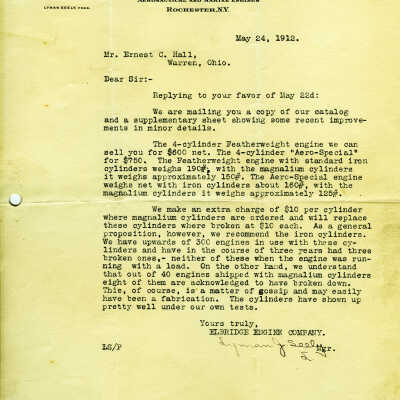 AERONAUTICAL AND MARINE ENGINES
LYMAN SEELY PRES.
ROCHESTER, N.Y.
May 24, 1912.
Mr. Ernest C. Hall,
Warren, Ohio.
Dear Sir:-
Replying to your favor of May 22d:
We are mailing you a copy of our catalog
and a supplementary sheet showing some recent improve-
ments in minor details.
The 4-cylinder Featherweight engine we can
sell you for $600 net. The 4-cylinder "Aero-Special"
for $750. The Featherweight engine with standard iron
cylinders weighs 190#, with the magnalium cylinders
it weighs approximately 150#. The Aero-Special engine
weighs net with iron cylinders about 160#, with the
magnalium cylinders it weighs approximately 125#.
We make an extra charge of $10 per cylinder
where magnalium cylinders are ordered and will replace
these cylinders where broken at $10 each. As a general
proposition, however, we recommend the iron cylinders.
We have upwards of 300 engines in use with these cy-
linders and have in the course of three years had three
broken ones,- neither of these when the engine was run-
ning with a load. On the other hand, we understand
that out of 40 engines shipped with magnalium cylinders
eight of them are acknowledged to have broken down.
This, of course, is a matter of gossip and may easily
have been a fabrication. The cylinders have shown up
pretty well under our own tests.
Yours truly,
ELBRIDGE EDGIEK COMPANY.
Lyman J Seely
Mgr.
LS/P